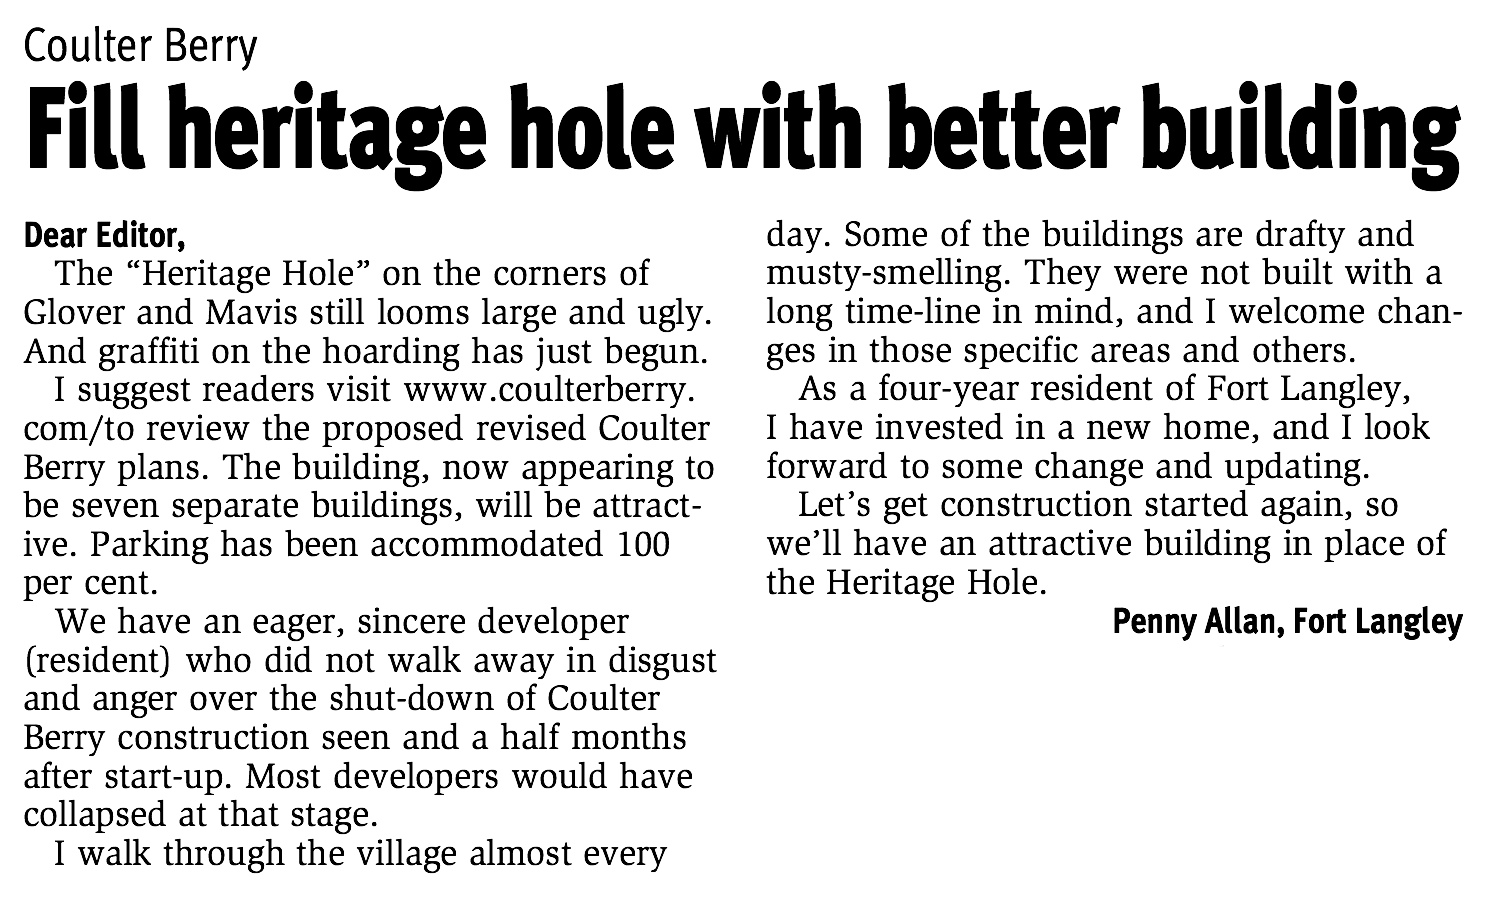 Coulter Berry
Fill heritage hole with better building
Dear Editor,
The “Heritage Hole” on the corners of
Glover and Mavis still looms large and ugly.
And graffiti on the hoarding has just begun.
I suggest readers visit www.coulterberry.
com/to review the proposed revised Coulter
Berry plans. The building, now appearing to
be seven separate buildings, will be attract-
ive. Parking has been accommodated 100
per cent.
We have an eager, sincere developer
(resident) who did not walk away in disgust
and anger over the shut-down of Coulter
Berry construction seen and a half months
after start-up. Most developers would have
collapsed at that stage.
I walk through the village almost every
day. Some of the buildings are drafty and
musty-smelling. They were not built with a
long time-line in mind, and I welcome chan-
ges in those specific areas and others.
As a four-year resident of Fort Langley,
I have invested in a new home, and I look
forward to some change and updating.
Let’s get construction started again, so
we’ll have an attractive building in place of
the Heritage Hole.
Penny Allan, Fort Langley